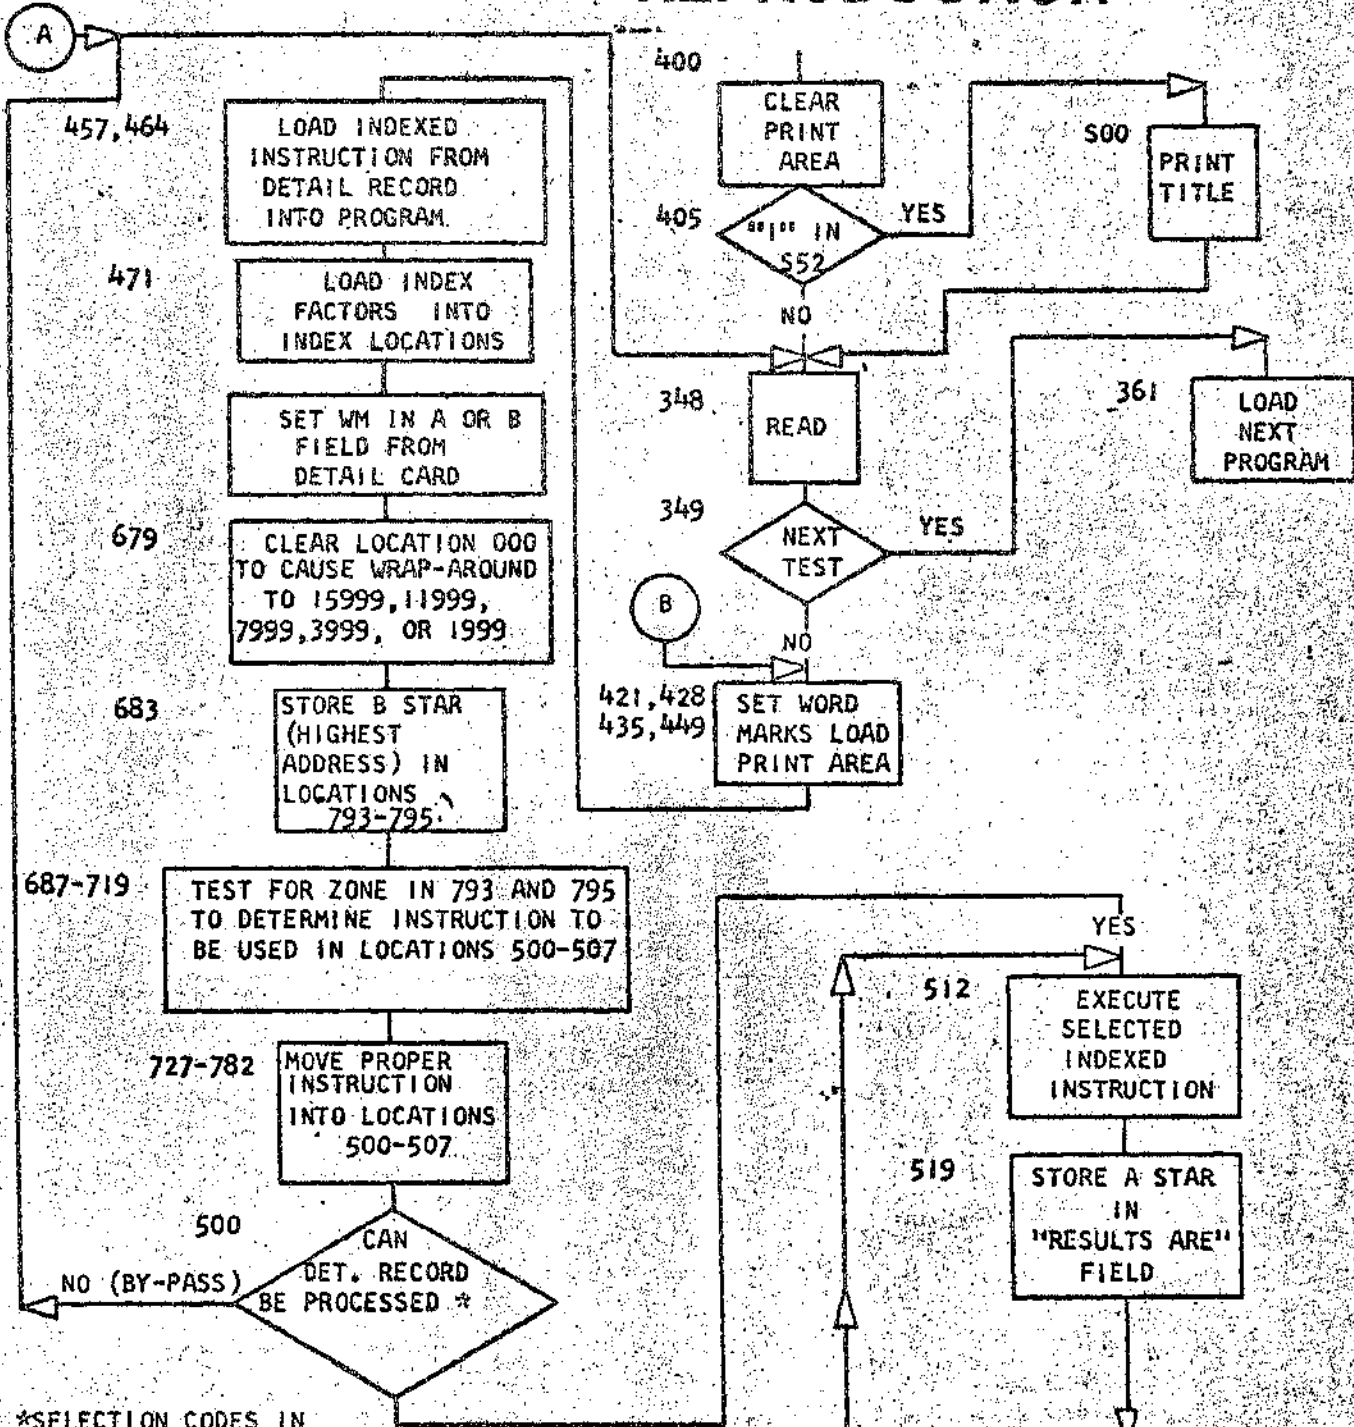 A
457,464
LOAD INDEXED
INSTRUCTION FROM
DETAIL RECORD
INTO PROGRAM.
471
LOAD INDEX
FACTORS INTO
INDEX LOCATIONS
SET WM IN A OR B
FIELD FROM
DETAIL CARD
679
CLEAR LOCATION 000
TO CAUSE WRAP-AROUND
TO 15999,11999,
7999,3999, OR 1999
683
STORE B STAR
(HIGHEST
ADDRESS) IN
LOCATIONS
793-795
687-719
TEST FOR ZONE IN 793 AND 795
TO DETERMINE INSTRUCTION TO
BE USED IN LOCATIONS 500-507
727-782
MOVE PROPER
INSTRUCTION
INTO LOCATIONS
500-507
500
CAN
DET. RECORD
BE PROCESSED *
NO (BY-PASS)
*SELECTION CODES IN
400
CLEAR
PRINT
AREA
405
"1" IN
S52
YES
NO
S00
PRINT
TITLE
348
READ
349
NEXT
TEST
YES
NO
361
LOAD
NEXT
PROGRAM
B
421,428
435,449
SET WORD
MARKS LOAD
PRINT AREA
YES
512
EXECUTE
SELECTED
INDEXED
INSTRUCTION
519
STORE A STAR
IN
"RESULTS ARE"
FIELD